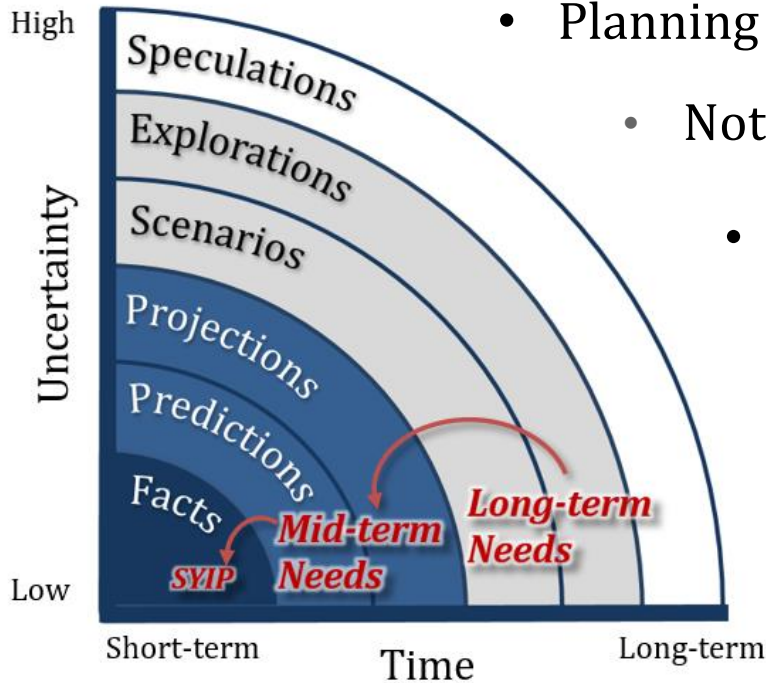 High
• Planning
Speculations
• Not
Explorations
•
Scenarios
Uncertainty
Projections
Predictions
Facts
Long-term
Needs
Mid-term
Needs
SYIP
Low
Short-term
Time
Long-term